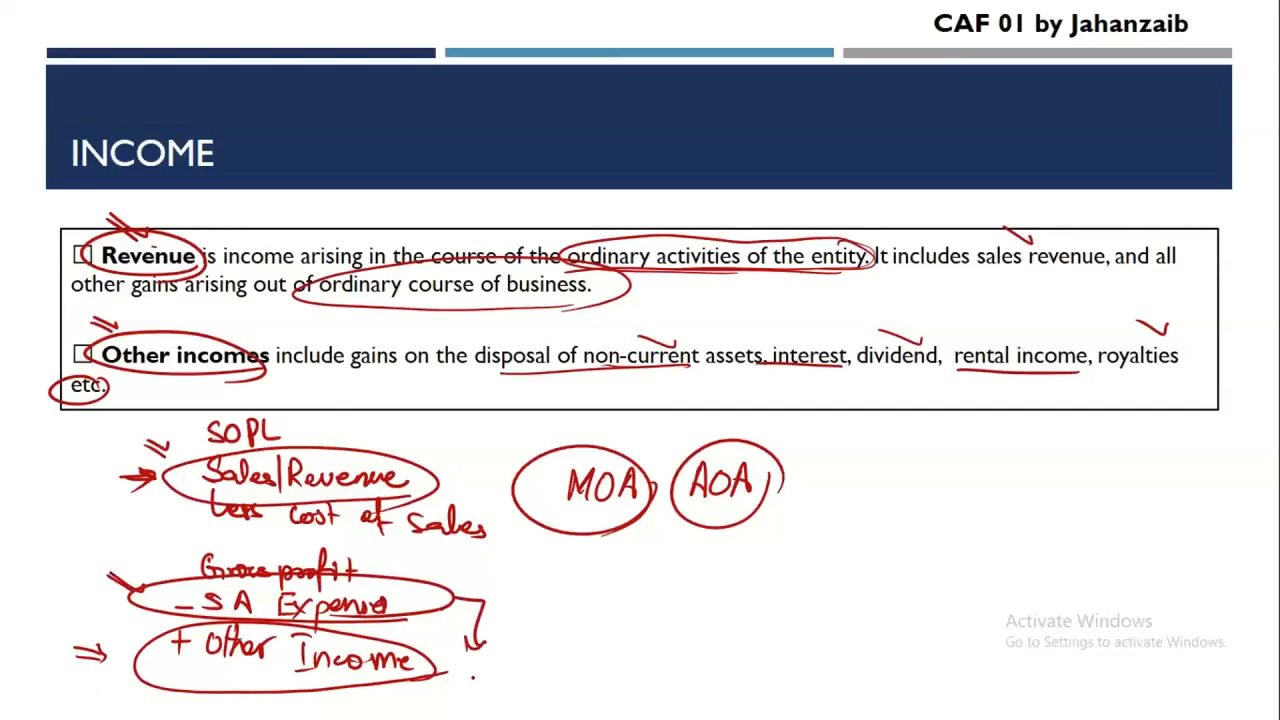 CAF 01 by Jahanzaib
INCOME
Revenue is income arising in the course of the ordinary activities of the entity. It includes sales revenue, and all
other gains arising out of ordinary course of business.
Other incomes include gains on the disposal of non-current assets, interest, dividend, rental income, royalties
etc.
SOPL
Sales/Revenue
MOA
AOA
Less cost of sales
Gross profit
- SA Expense
+ Other Income
Activate Windows
Go to Settings to activate Windows.